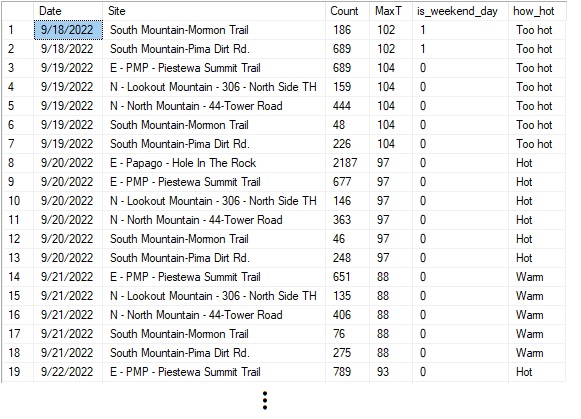 Date Site Count MaxT is_weekend_day how_hot
1 9/18/2022 South Mountain-Mormon Trail 186 102 1 Too hot
2 9/18/2022 South Mountain-Pima Dirt Rd. 689 102 1 Too hot
3 9/19/2022 E - PMP - Piestewa Summit Trail 689 104 0 Too hot
4 9/19/2022 N - Lookout Mountain - 306 - North Side TH 159 104 0 Too hot
5 9/19/2022 N - North Mountain - 44-Tower Road 444 104 0 Too hot
6 9/19/2022 South Mountain-Mormon Trail 48 104 0 Too hot
7 9/19/2022 South Mountain-Pima Dirt Rd. 226 104 0 Too hot
8 9/20/2022 E - Papago - Hole In The Rock 2187 97 0 Hot
9 9/20/2022 E - PMP - Piestewa Summit Trail 677 97 0 Hot
10 9/20/2022 N - Lookout Mountain - 306 - North Side TH 146 97 0 Hot
11 9/20/2022 N - North Mountain - 44-Tower Road 363 97 0 Hot
12 9/20/2022 South Mountain-Mormon Trail 46 97 0 Hot
13 9/20/2022 South Mountain-Pima Dirt Rd. 248 97 0 Hot
14 9/21/2022 E - PMP - Piestewa Summit Trail 651 88 0 Warm
15 9/21/2022 N - Lookout Mountain - 306 - North Side TH 135 88 0 Warm
16 9/21/2022 N - North Mountain - 44-Tower Road 406 88 0 Warm
17 9/21/2022 South Mountain-Mormon Trail 76 88 0 Warm
18 9/21/2022 South Mountain-Pima Dirt Rd. 275 88 0 Warm
19 9/22/2022 E - PMP - Piestewa Summit Trail 789 93 0 Hot